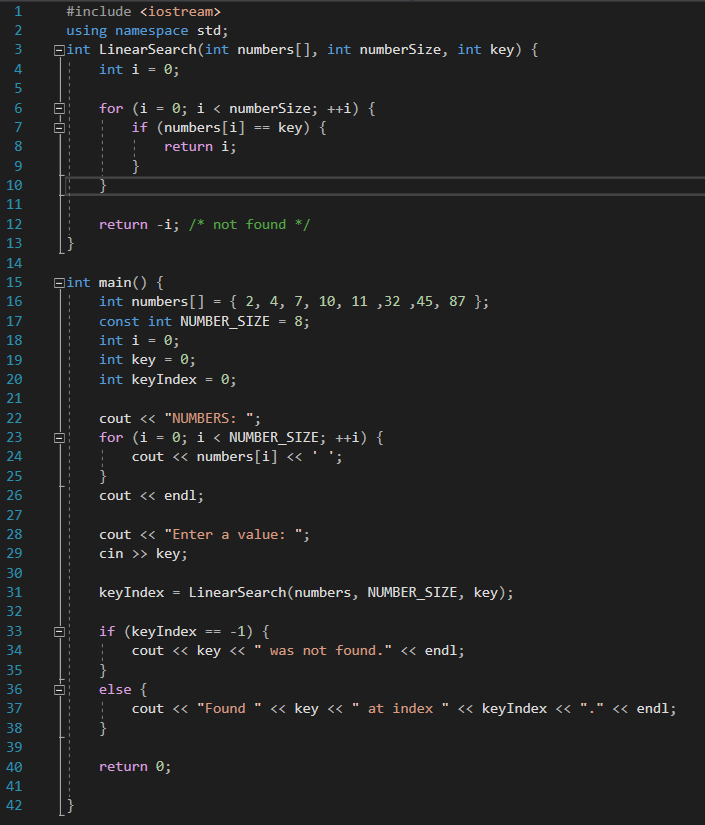 1 #include <iostream>
2 using namespace std;
3 int LinearSearch(int numbers[], int numberSize, int key) {
4     int i = 0;
5
6     for (i = 0; i < numberSize; ++i) {
7         if (numbers[i] == key) {
8             return i;
9         }
10     }
11
12     return -i; /* not found */
13 }
14
15 int main() {
16     int numbers[] = { 2, 4, 7, 10, 11 ,32 ,45, 87 };
17     const int NUMBER_SIZE = 8;
18     int i = 0;
19     int key = 0;
20     int keyIndex = 0;
21
22     cout << "NUMBERS: ";
23     for (i = 0; i < NUMBER_SIZE; ++i) {
24         cout << numbers[i] << ' ';
25     }
26     cout << endl;
27
28     cout << "Enter a value: ";
29     cin >> key;
30
31     keyIndex = LinearSearch(numbers, NUMBER_SIZE, key);
32
33     if (keyIndex == -1) {
34         cout << key << " was not found." << endl;
35     }
36     else {
37         cout << "Found " << key << " at index " << keyIndex << "." << endl;
38     }
39
40     return 0;
41
42 }